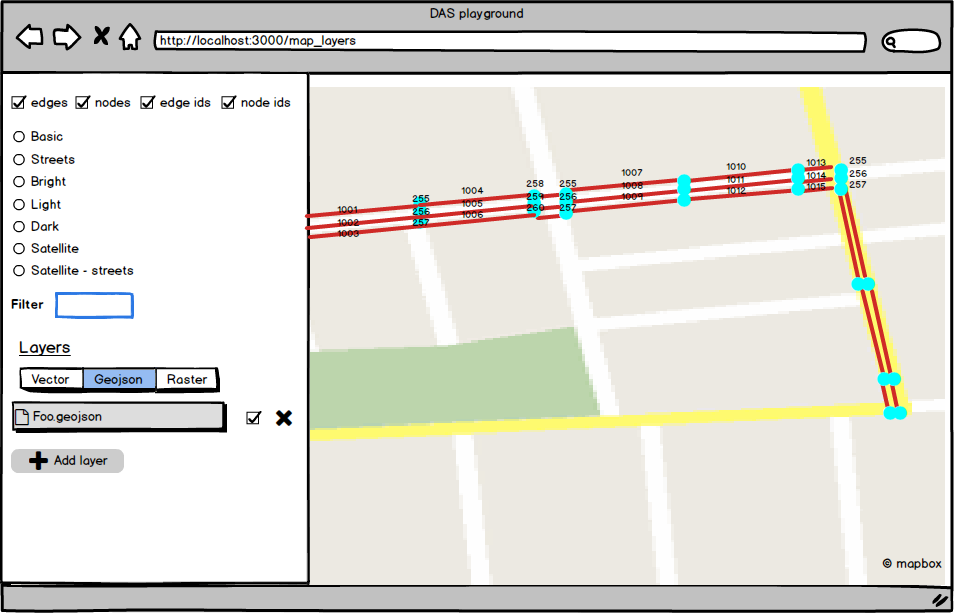 DAS playground
http://localhost:3000/map_layers
edges nodes edge ids node ids
Basic
Streets
Bright
Light
Dark
Satellite
Satellite - streets
Filter
Layers
Vector Geojson Raster
Foo.geojson
Add layer
1001 255 1004 258 255 1007 1010 1013 255
1002 256 1005 259 256 1008 1011 1014 256
1003 257 1006 260 257 1009 1012 1015 257
© mapbox